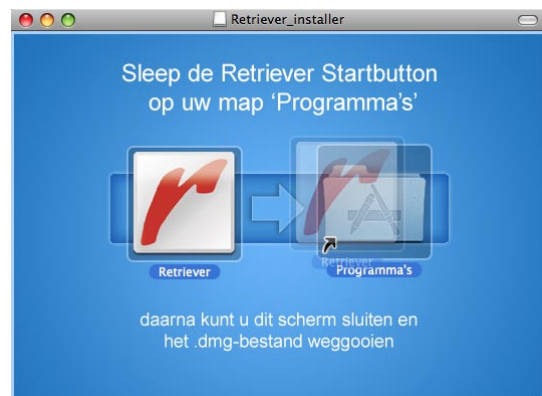 Retriever_installer
Sleep de Retriever Startbutton
op uw map ‘Programma’s’
r
r
Retriever
Retriever
Programma's
daarna kunt u dit scherm sluiten en
het .dmg-bestand weggooien